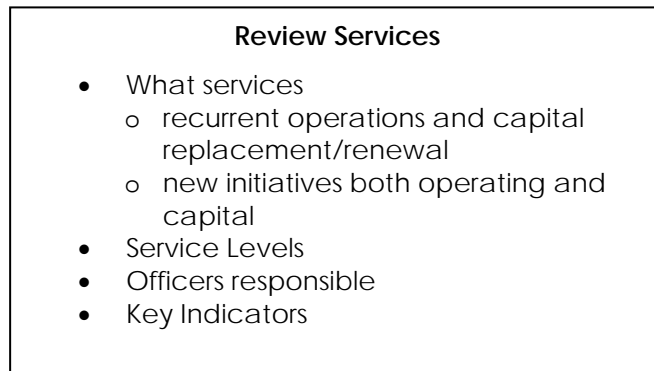 Review Services
• What services
o recurrent operations and capital
replacement/renewal
o new initiatives both operating and
capital
• Service Levels
• Officers responsible
• Key Indicators